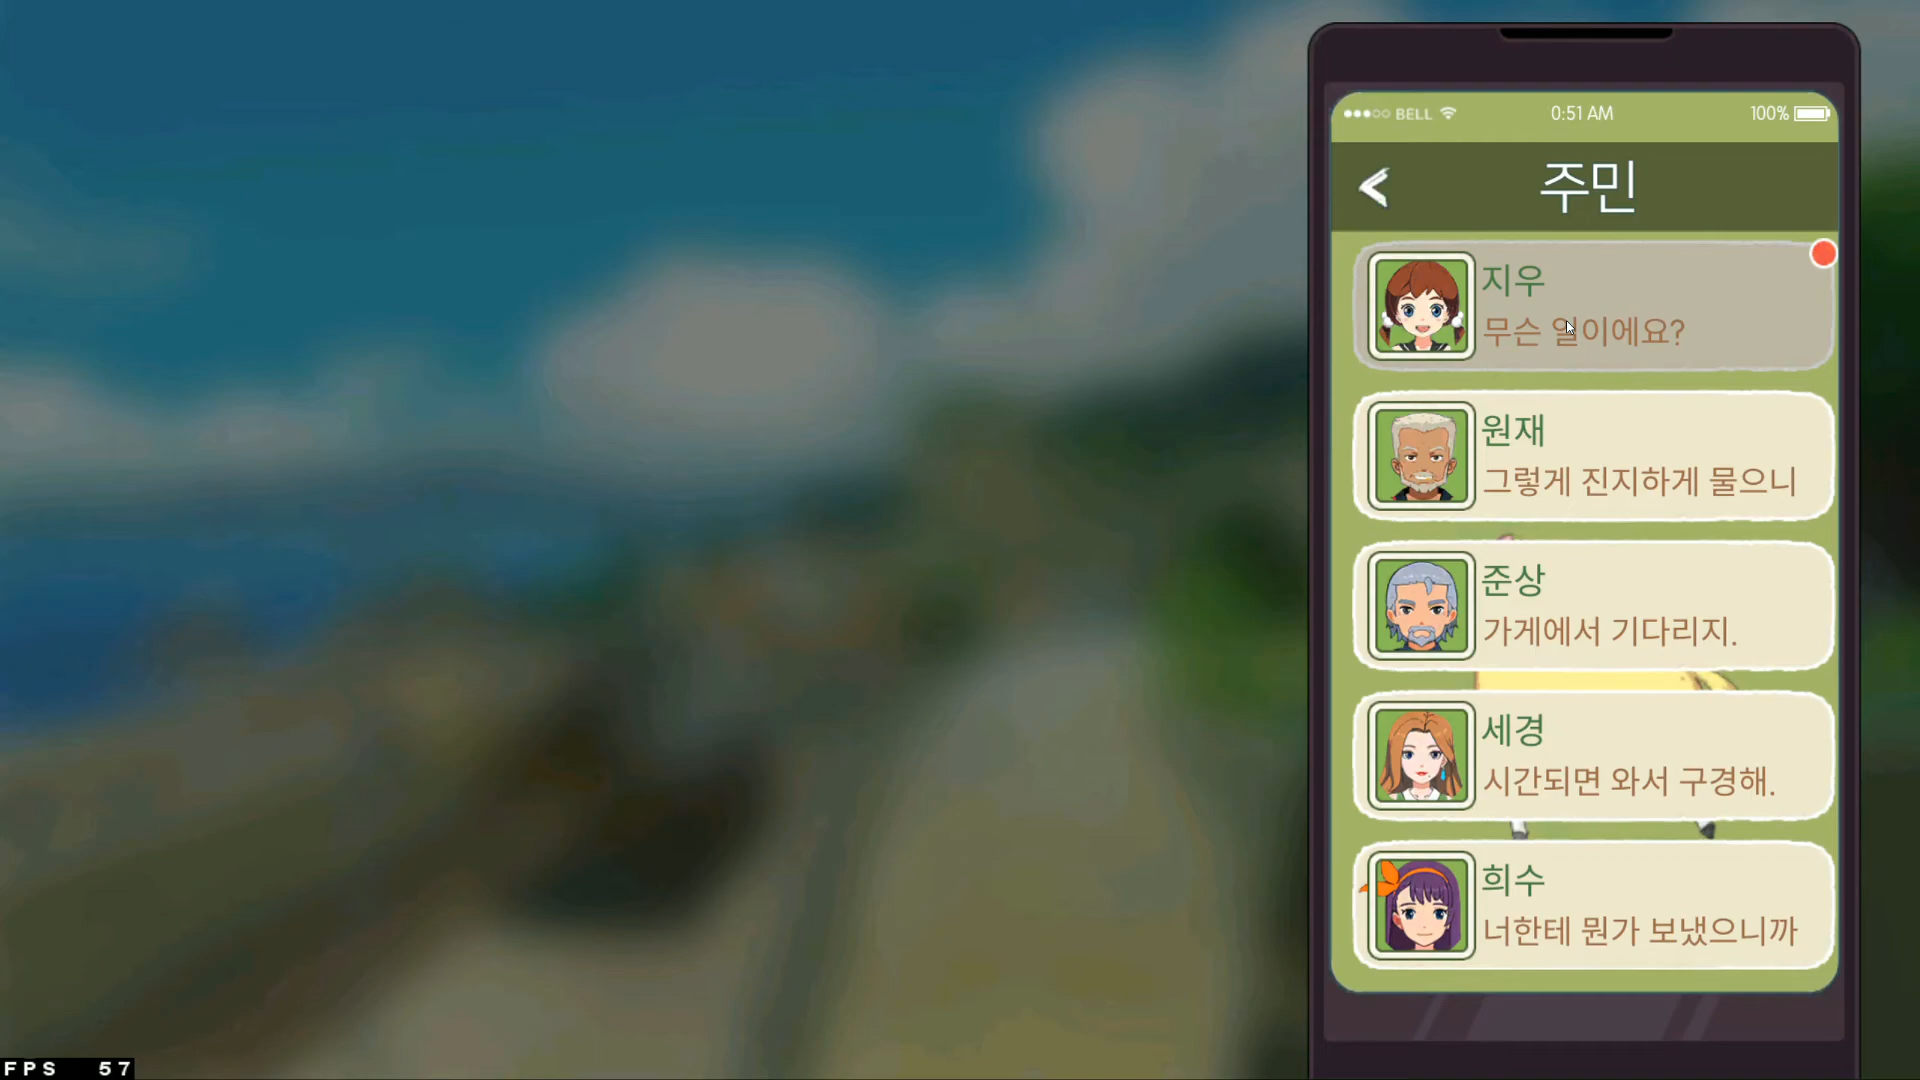 BELL 0:51 AM 100%
주민
지우
무슨 일이에요?
원재
그렇게 진지하게 물으니
준상
가게에서 기다리지.
세경
시간되면 와서 구경해.
희수
너한테 뭔가 보냈으니까
FPS 57